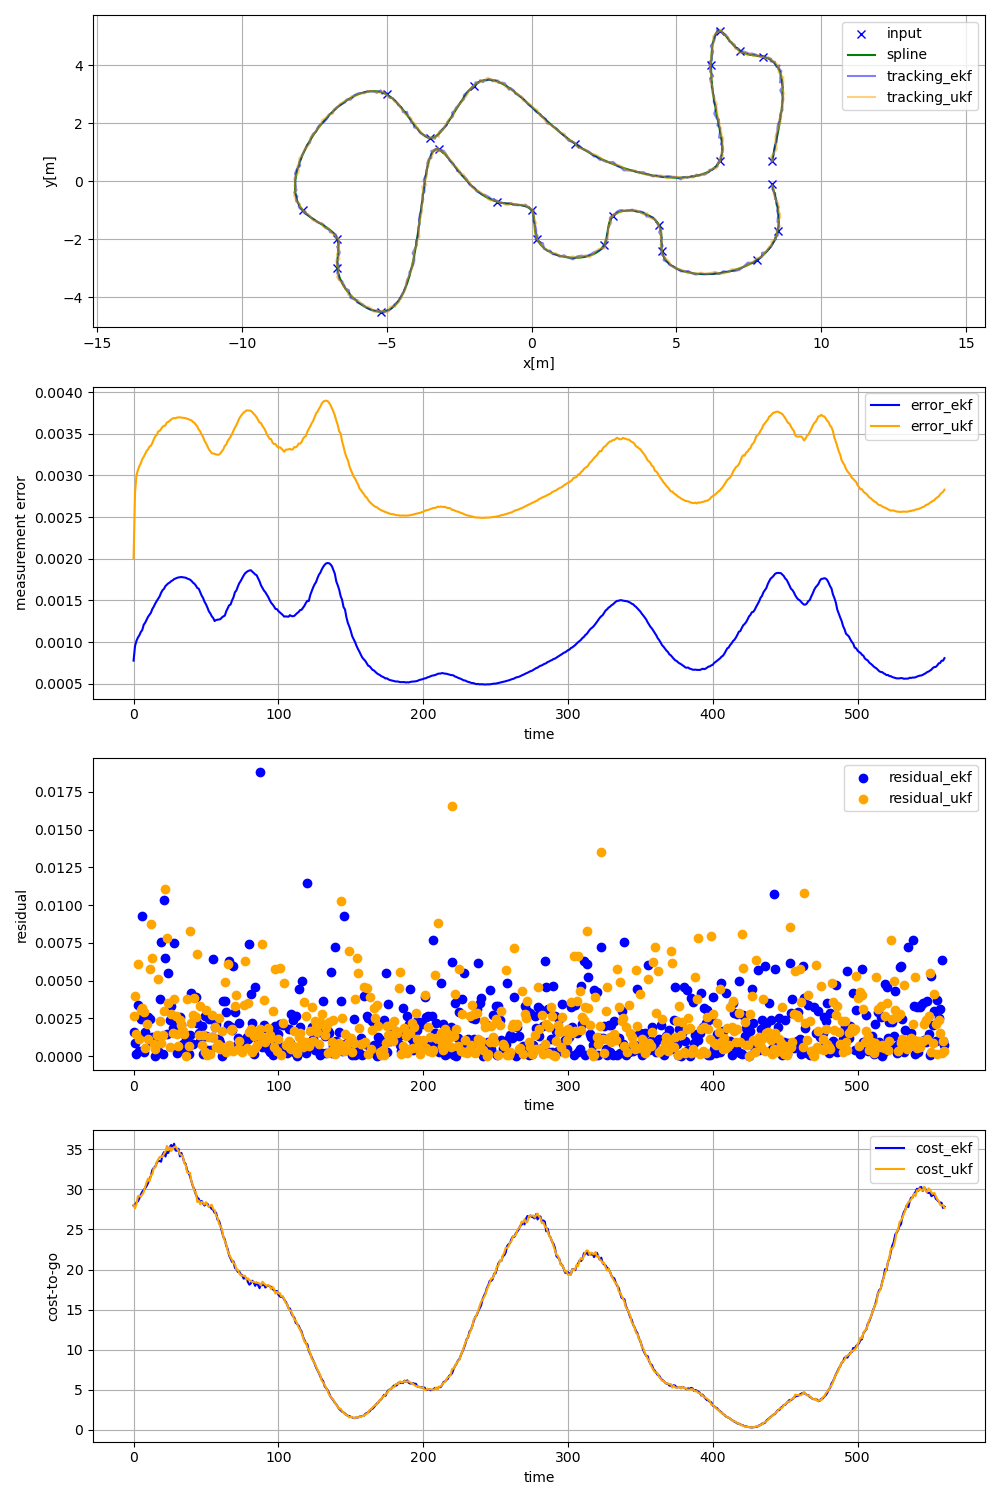 input
spline
tracking_ekf
tracking_ukf
4
2
0
−2
−4
y[m]
−15 −10 −5 0 5 10 15
x[m]
error_ekf
error_ukf
0.0040
0.0035
0.0030
0.0025
0.0020
0.0015
0.0010
0.0005
measurement error
0 100 200 300 400 500
time
residual_ekf
residual_ukf
0.0175
0.0150
0.0125
0.0100
0.0075
0.0050
0.0025
0.0000
residual
0 100 200 300 400 500
time
cost_ekf
cost_ukf
35
30
25
20
15
10
5
0
cost-to-go
0 100 200 300 400 500
time